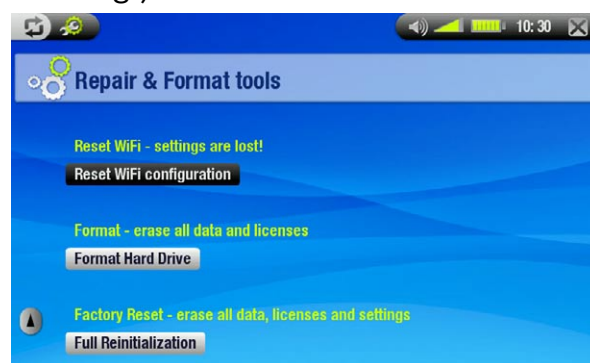 10:30
Repair & Format tools
Reset WiFi - settings are lost!
Reset WiFi configuration
Format - erase all data and licenses
Format Hard Drive
Factory Reset - erase all data, licenses and settings
Full Reinitialization